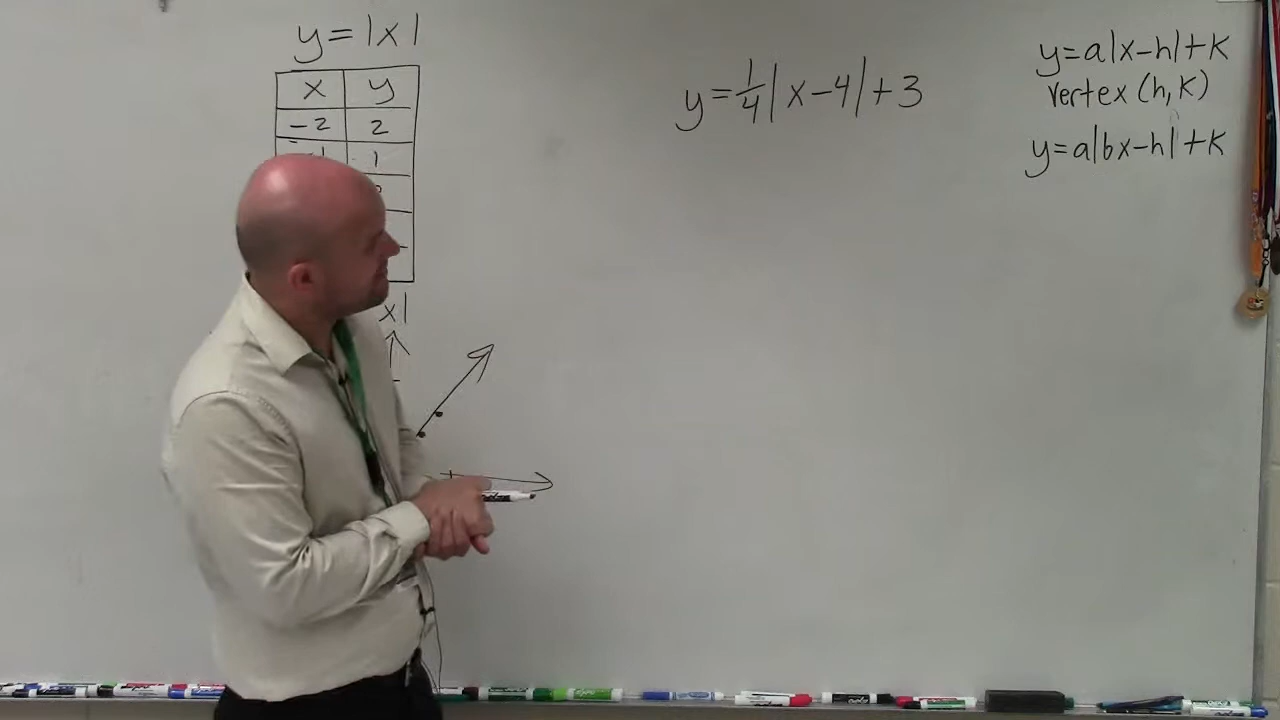 y=|x|
x y
-2 2
1
x|
y=1/4|x-4|+3
y=a|x-h|+k
vertex (h,k)
y=a|bx-h|+k